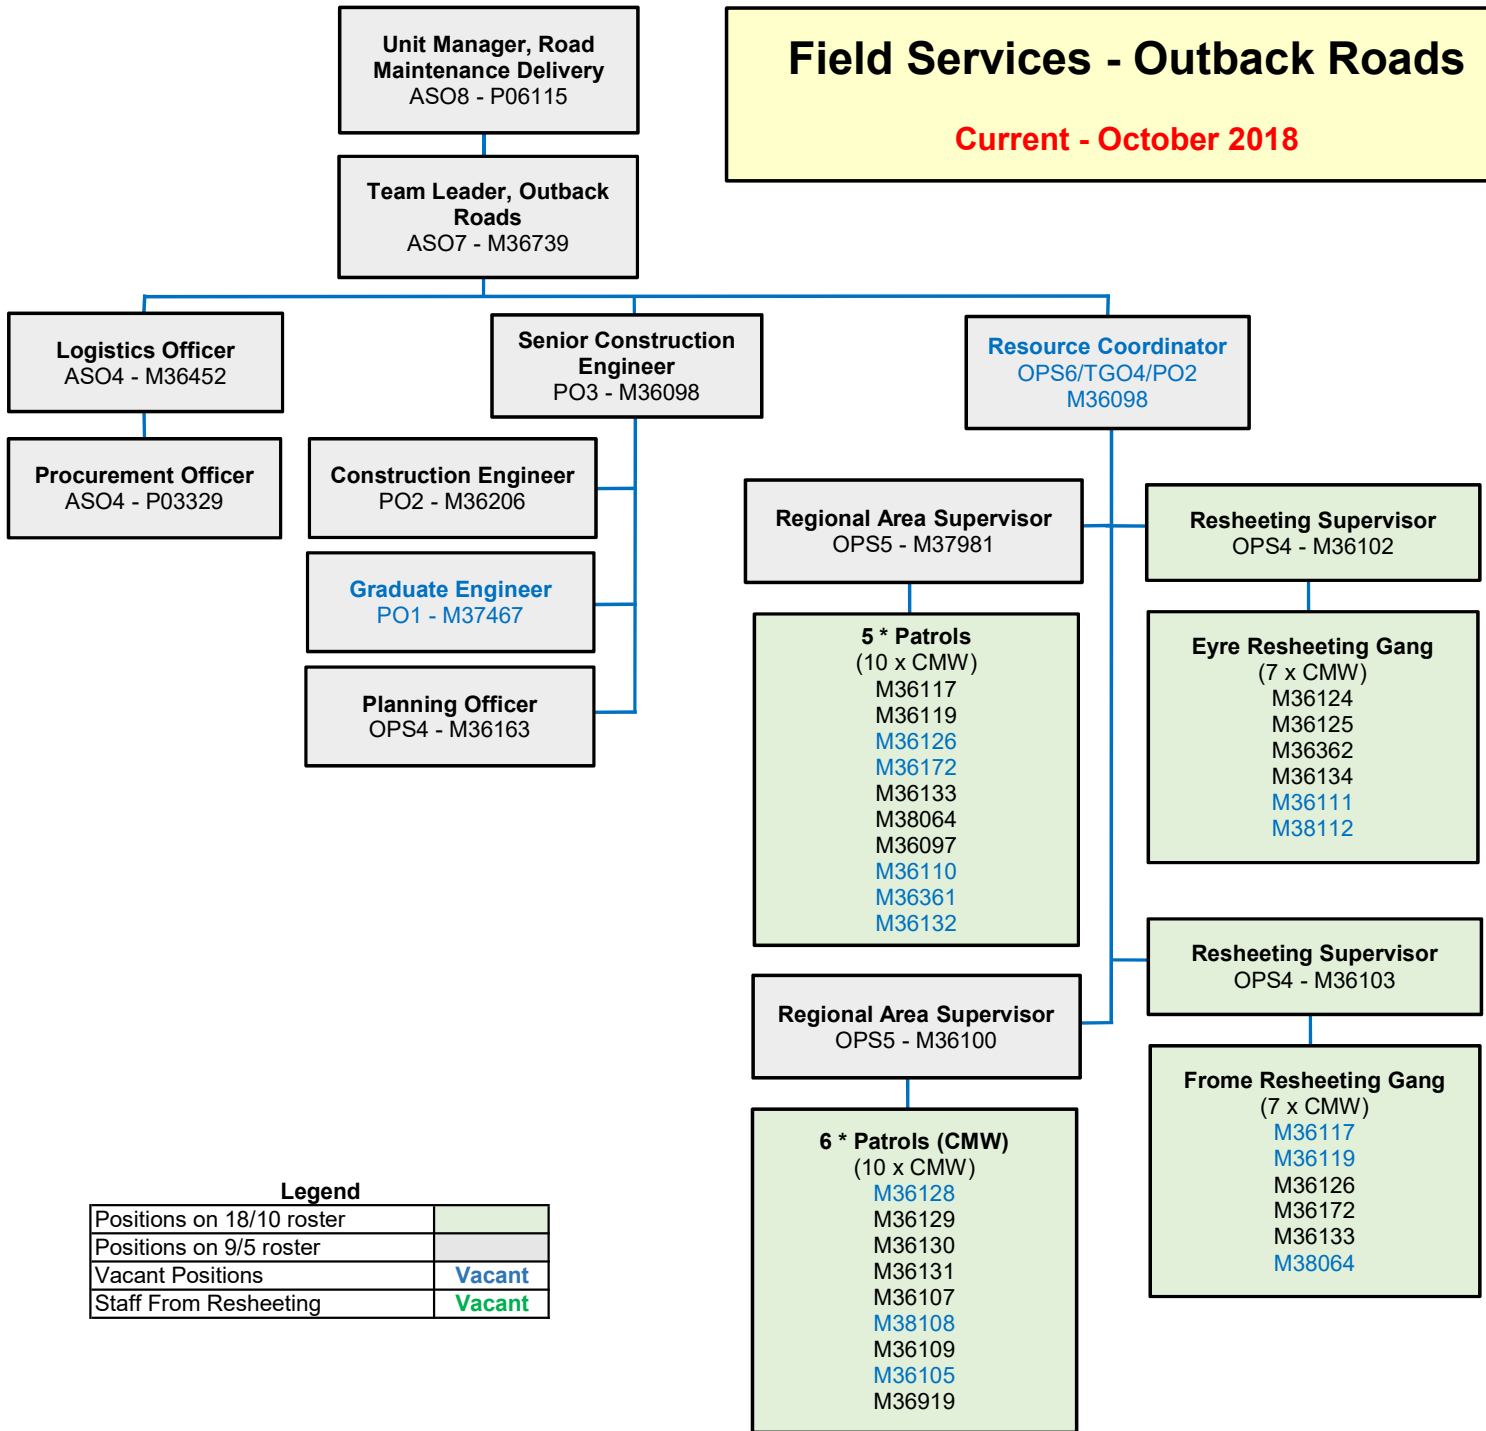 Unit Manager, Road
Maintenance Delivery
ASO8 - P06115
Field Services - Outback Roads
Current - October 2018
Team Leader, Outback
Roads
ASO7 - M36739
Logistics Officer
ASO4 - M36452
Senior Construction
Engineer
PO3 - M36098
Resource Coordinator
OPS6/TGO4/PO2
M36098
Procurement Officer
ASO4 - P03329
Construction Engineer
PO2 - M36206
Graduate Engineer
PO1 - M37467
Planning Officer
OPS4 - M36163
Regional Area Supervisor
OPS5 - M37981
Resheeting Supervisor
OPS4 - M36102
5 * Patrols
(10 x CMW)
M36117
M36119
M36126
M36172
M36133
M38064
M36097
M36110
M36361
M36132
Eyre Resheeting Gang
(7 x CMW)
M36124
M36125
M36362
M36134
M36111
M38112
Regional Area Supervisor
OPS5 - M36100
Resheeting Supervisor
OPS4 - M36103
6 * Patrols (CMW)
(10 x CMW)
M36128
M36129
M36130
M36131
M36107
M38108
M36109
M36105
M36919
Frome Resheeting Gang
(7 x CMW)
M36117
M36119
M36126
M36172
M36133
M38064
Legend
Positions on 18/10 roster
Positions on 9/5 roster
Vacant Positions Vacant
Staff From Resheeting Vacant